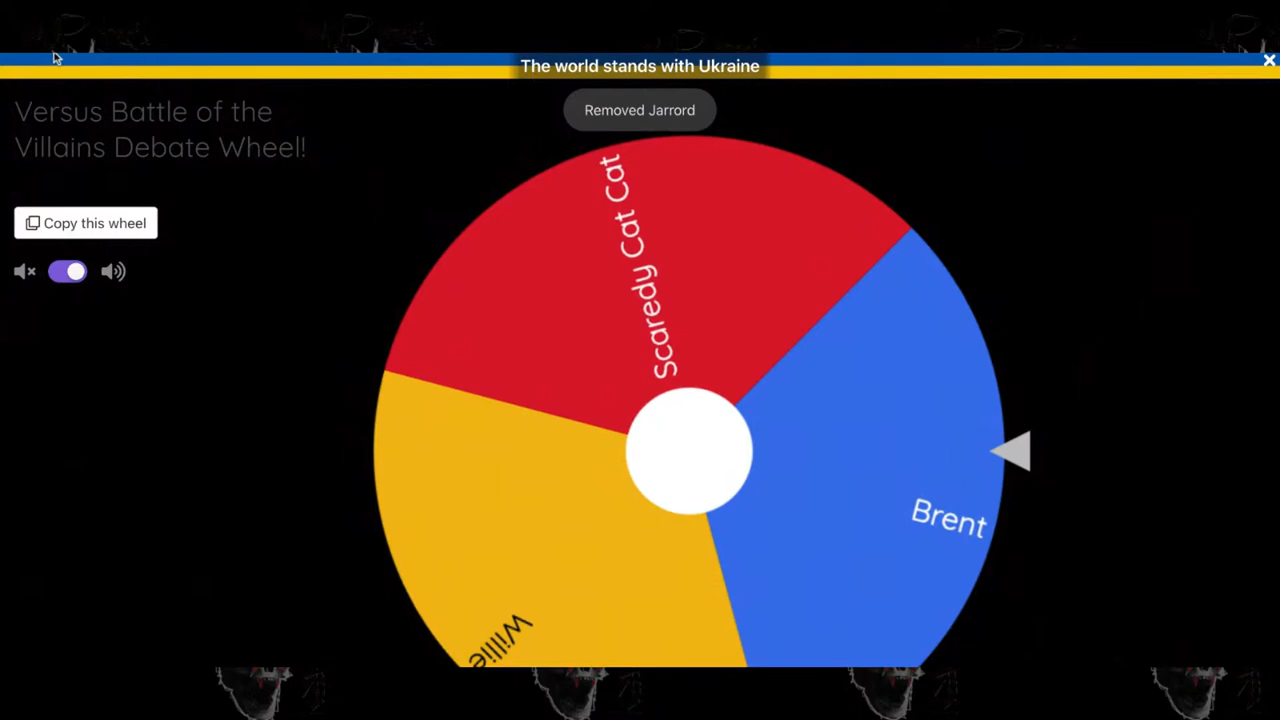 The world stands with Ukraine
Removed Jarrord
Versus Battle of the
Villains Debate Wheel!
Copy this wheel
Scaredy Cat Cat
Brent
Willie